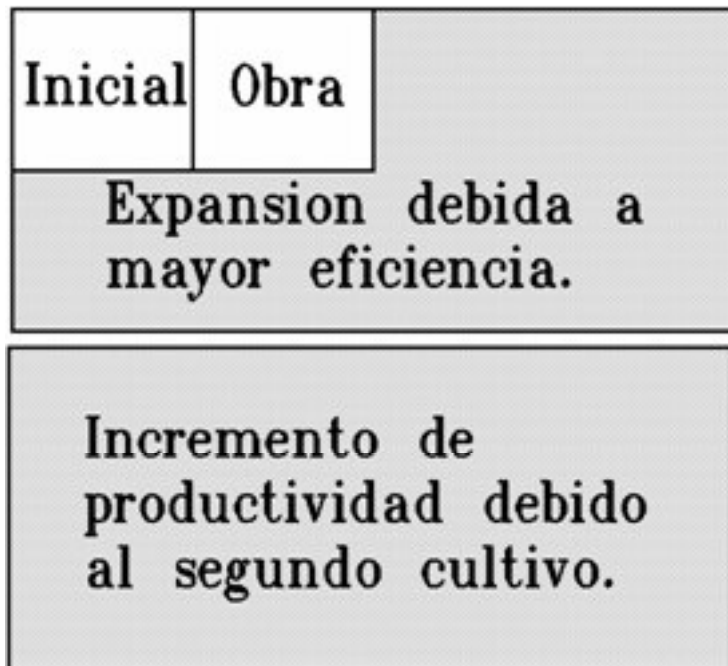 Inicial Obra
Expansion debida a
mayor eficiencia.
Incremento de
productividad debido
al segundo cultivo.